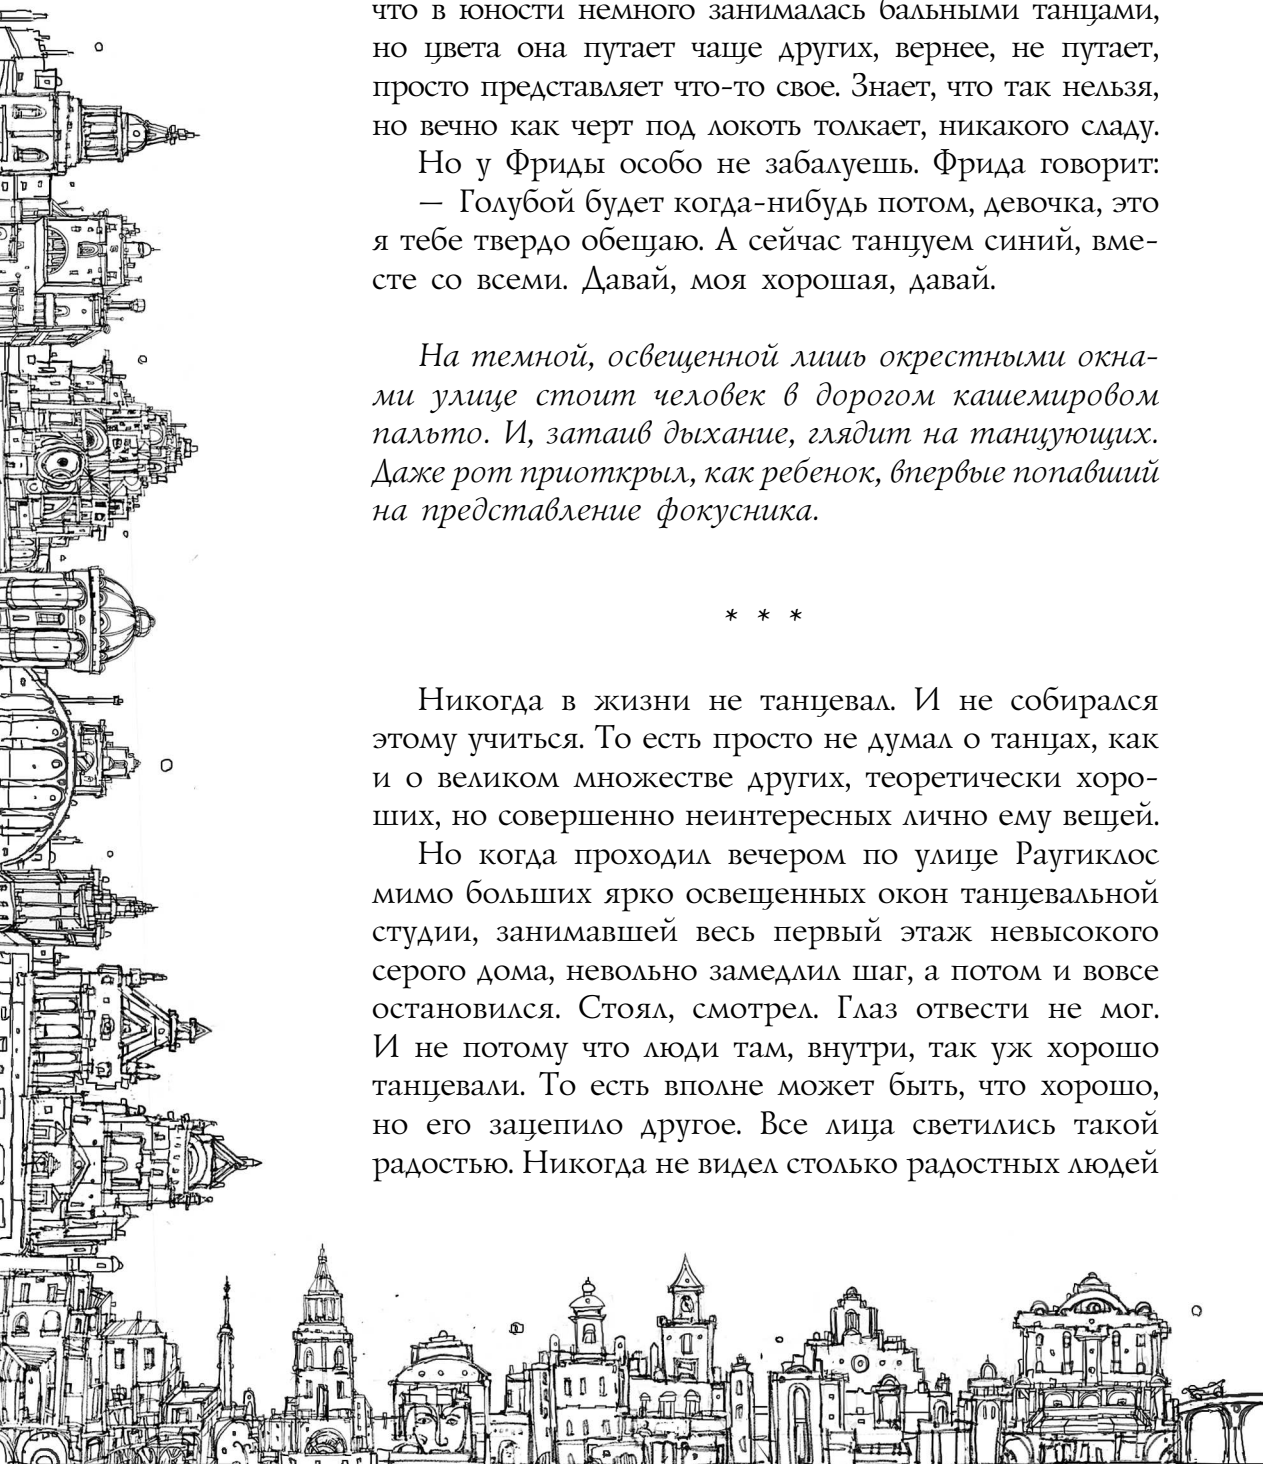 что в юности немного занималась бальными танцами,
но цвета она путает чаще других, вернее, не путает,
просто представляет что-то свое. Знает, что так нельзя,
но вечно как черт под локоть толкает, никакого сладу.
Но у Фриды особо не забалуешь. Фрида говорит:
— Голубой будет когда-нибудь потом, девочка, это
я тебе твердо обещаю. А сейчас танцуем синий, вме-
сте со всеми. Давай, моя хорошая, давай.
На темной, освещенной лишь окрестными окна-
ми улице стоит человек в дорогом кашемировом
пальто. И, затаив дыхание, глядит на танцующих.
Даже рот приоткрыл, как ребенок, впервые попавший
на представление фокусника.
* * *
Никогда в жизни не танцевал. И не собирался
этому учиться. То есть просто не думал о танцах, как
и о великом множестве других, теоретически хоро-
ших, но совершенно неинтересных лично ему вещей.
Но когда проходил вечером по улице Раугиклос
мимо больших ярко освещенных окон танцевальной
студии, занимавшей весь первый этаж невысокого
серого дома, невольно замедлил шаг, а потом и вовсе
остановился. Стоял, смотрел. Глаз отвести не мог.
И не потому что люди там, внутри, так уж хорошо
танцевали. То есть вполне может быть, что хорошо,
но его зацепило другое. Все лица светились такой
радостью. Никогда не видел столько радостных людей